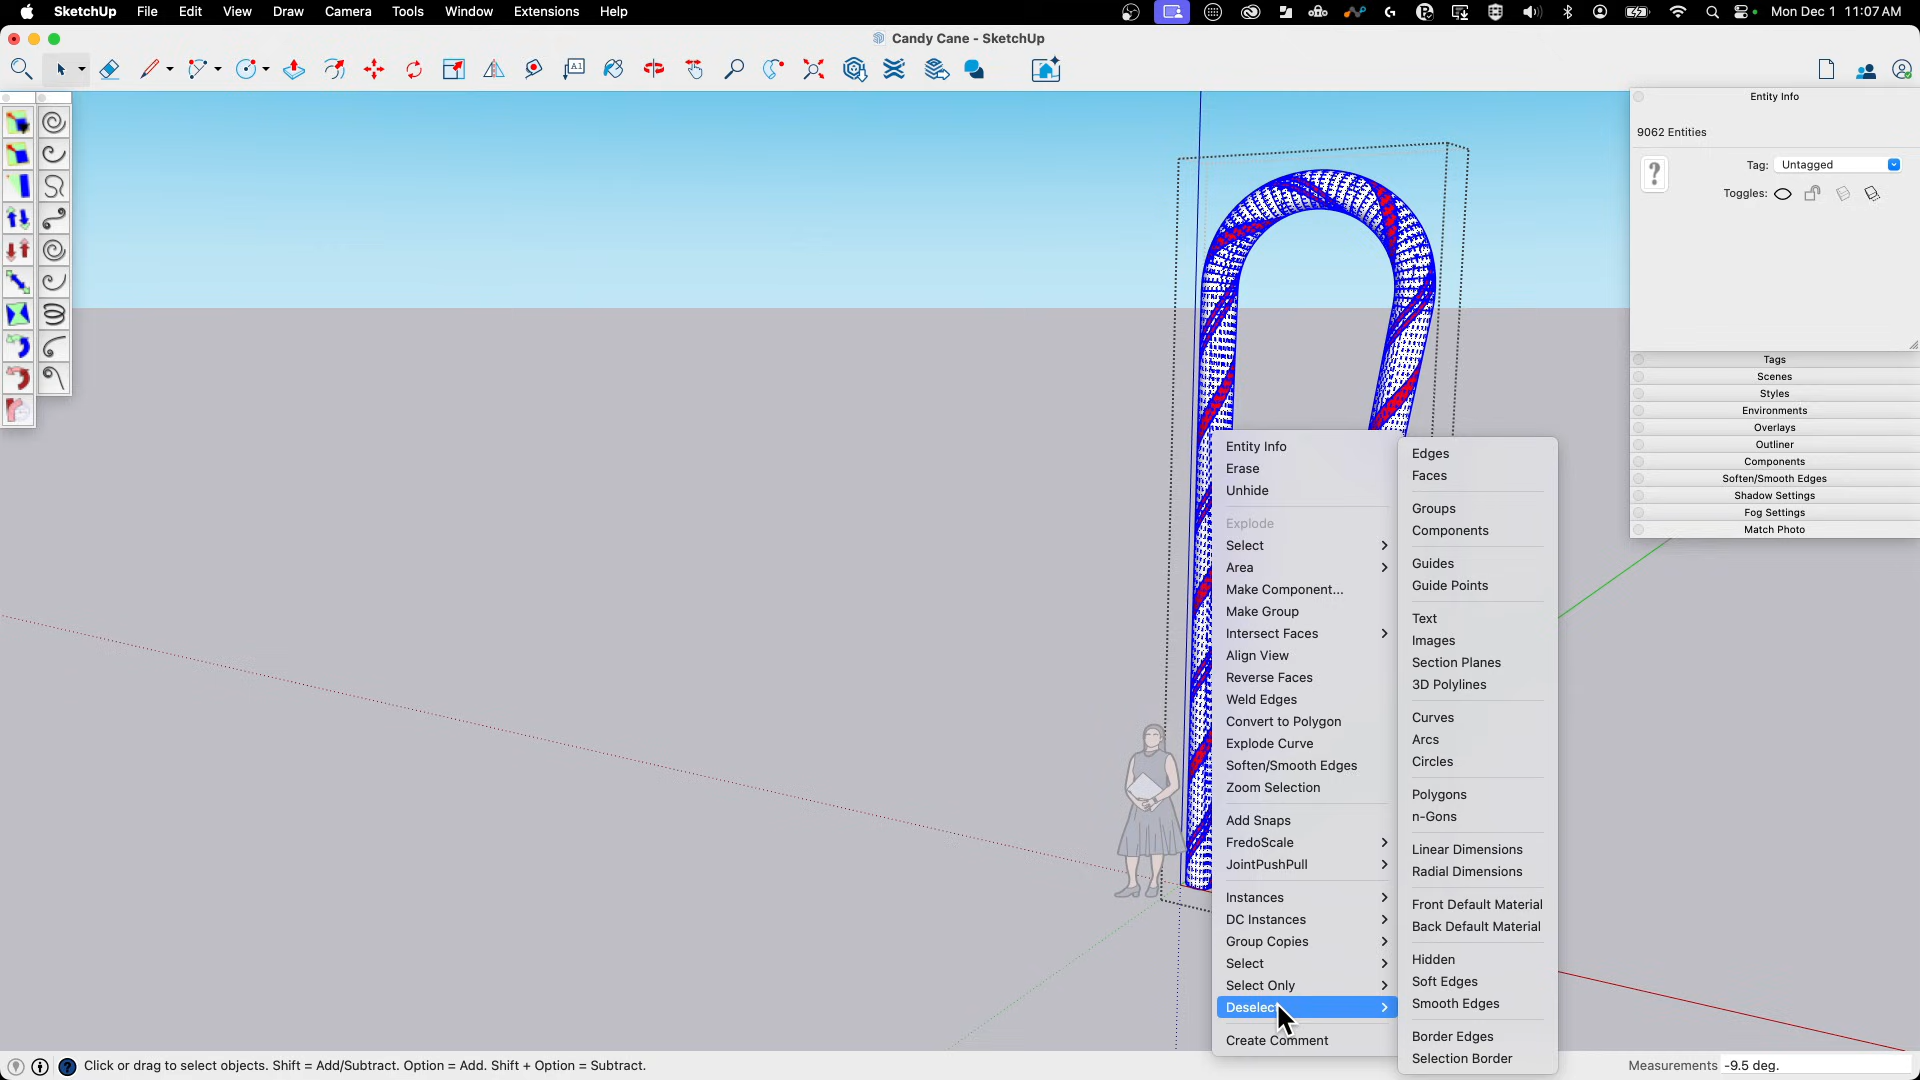 SketchUp File Edit View Draw Camera Tools Window Extensions Help Mon Dec 1 11:07 AM
Candy Cane - SketchUp
A1
Entity Info
9062 Entities
Tag: Untagged
?
Toggles:
Tags
Scenes
Styles
Environments
Overlays
Outliner
Components
Soften/Smooth Edges
Shadow Settings
Fog Settings
Match Photo
Entity Info
Erase
Unhide
Explode
Select
Area
Make Component...
Make Group
Intersect Faces
Align View
Reverse Faces
Weld Edges
Convert to Polygon
Explode Curve
Soften/Smooth Edges
Zoom Selection
Add Snaps
FredoScale
JointPushPull
Instances
DC Instances
Group Copies
Select
Select Only
Deselect
Create Comment
Edges
Faces
Groups
Components
Guides
Guide Points
Text
Images
Section Planes
3D Polylines
Curves
Arcs
Circles
Polygons
n-Gons
Linear Dimensions
Radial Dimensions
Front Default Material
Back Default Material
Hidden
Soft Edges
Smooth Edges
Border Edges
Selection Border
? Click or drag to select objects. Shift = Add/Subtract. Option = Add. Shift + Option = Subtract.
Measurements -9.5 deg.